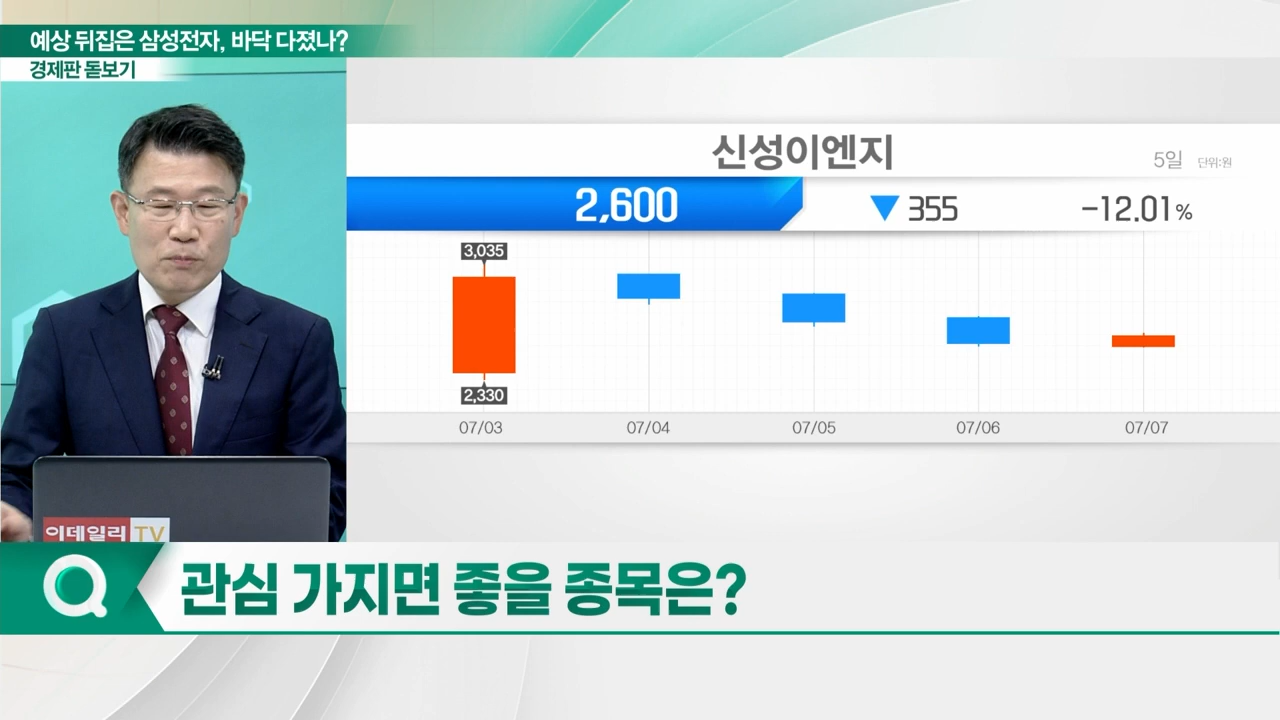 예상 뒤집은 삼성전자, 바닥 다졌나?
경제판 돋보기
신성이엔지
5일 단위:원
2,600 ▼ 355 -12.01%
3,035
2,330
07/03 07/04 07/05 07/06 07/07
이데일리 TV
관심 가지면 좋을 종목은?